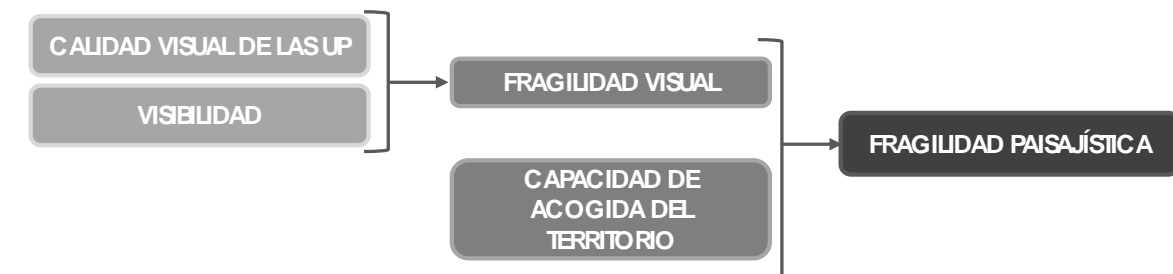 CALIDAD VISUAL DE LAS UP
VISIBILIDAD
FRAGILIDAD VISUAL
CAPACIDAD DE
ACOGIDA DEL
TERRITORIO
FRAGILIDAD PAISAJÍSTICA